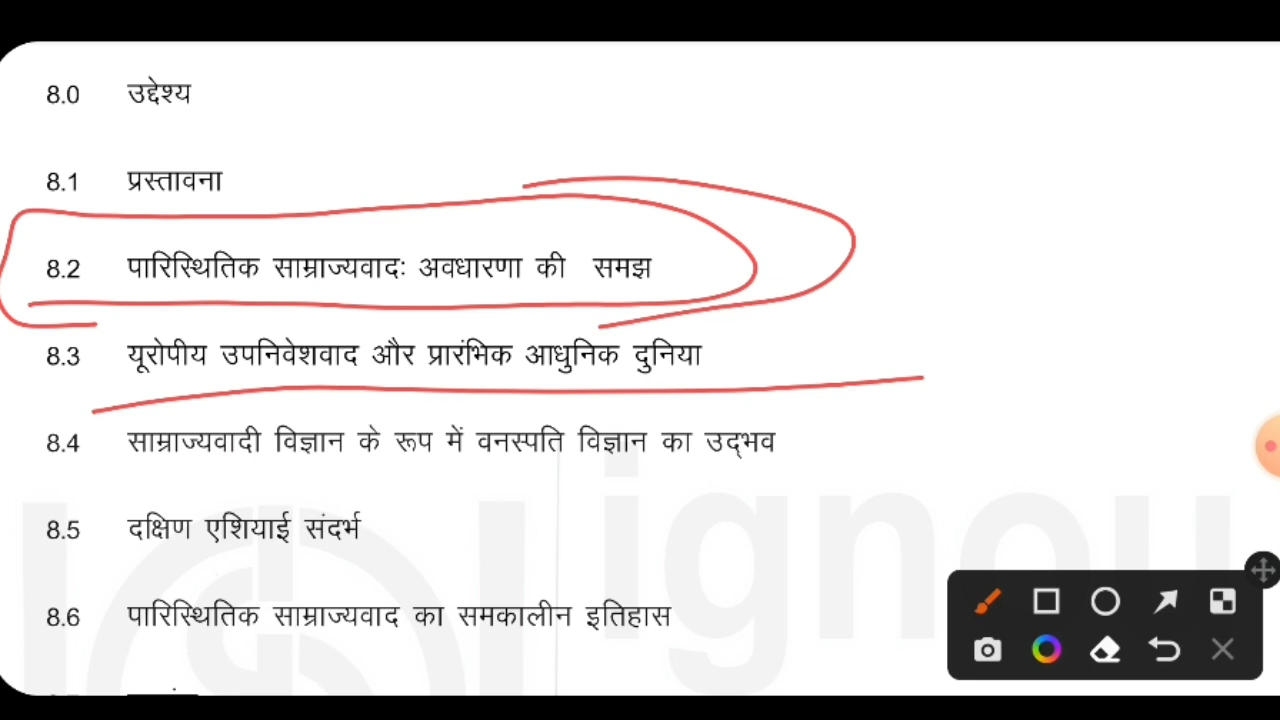 8.0 उद्देश्य
8.1 प्रस्तावना
8.2 पारिस्थितिक साम्राज्यवादः अवधारणा की समझ
8.3 यूरोपीय उपनिवेशवाद और प्रारंभिक आधुनिक दुनिया
8.4 साम्राज्यवादी विज्ञान के रूप में वनस्पति विज्ञान का उद्भव
8.5 दक्षिण एशियाई संदर्भ
8.6 पारिस्थितिक साम्राज्यवाद का समकालीन इतिहास
ignou